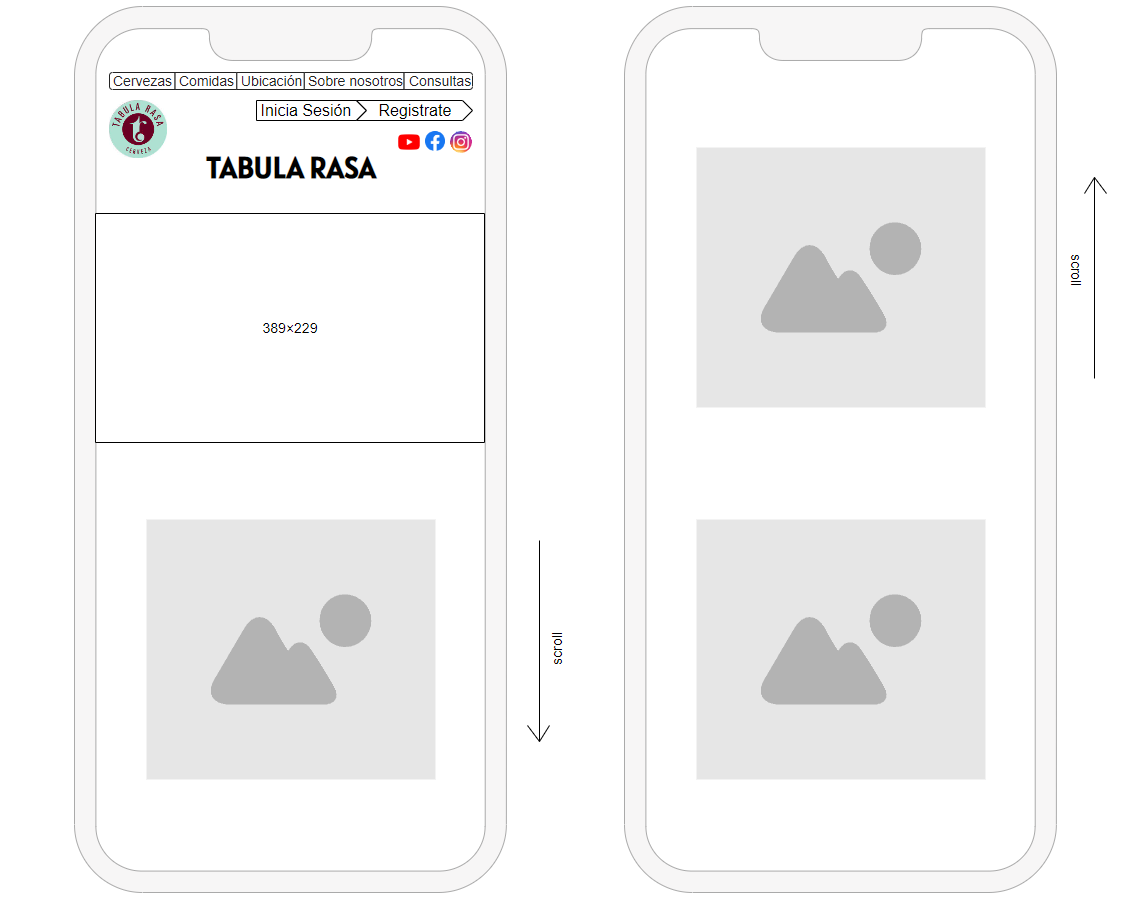 Cervezas Comidas Ubicación Sobre nosotros Consultas
Inicia Sesión Registrate
TABULA RASA
CERVEZA
TABULA RASA
389×229
scroll
scroll